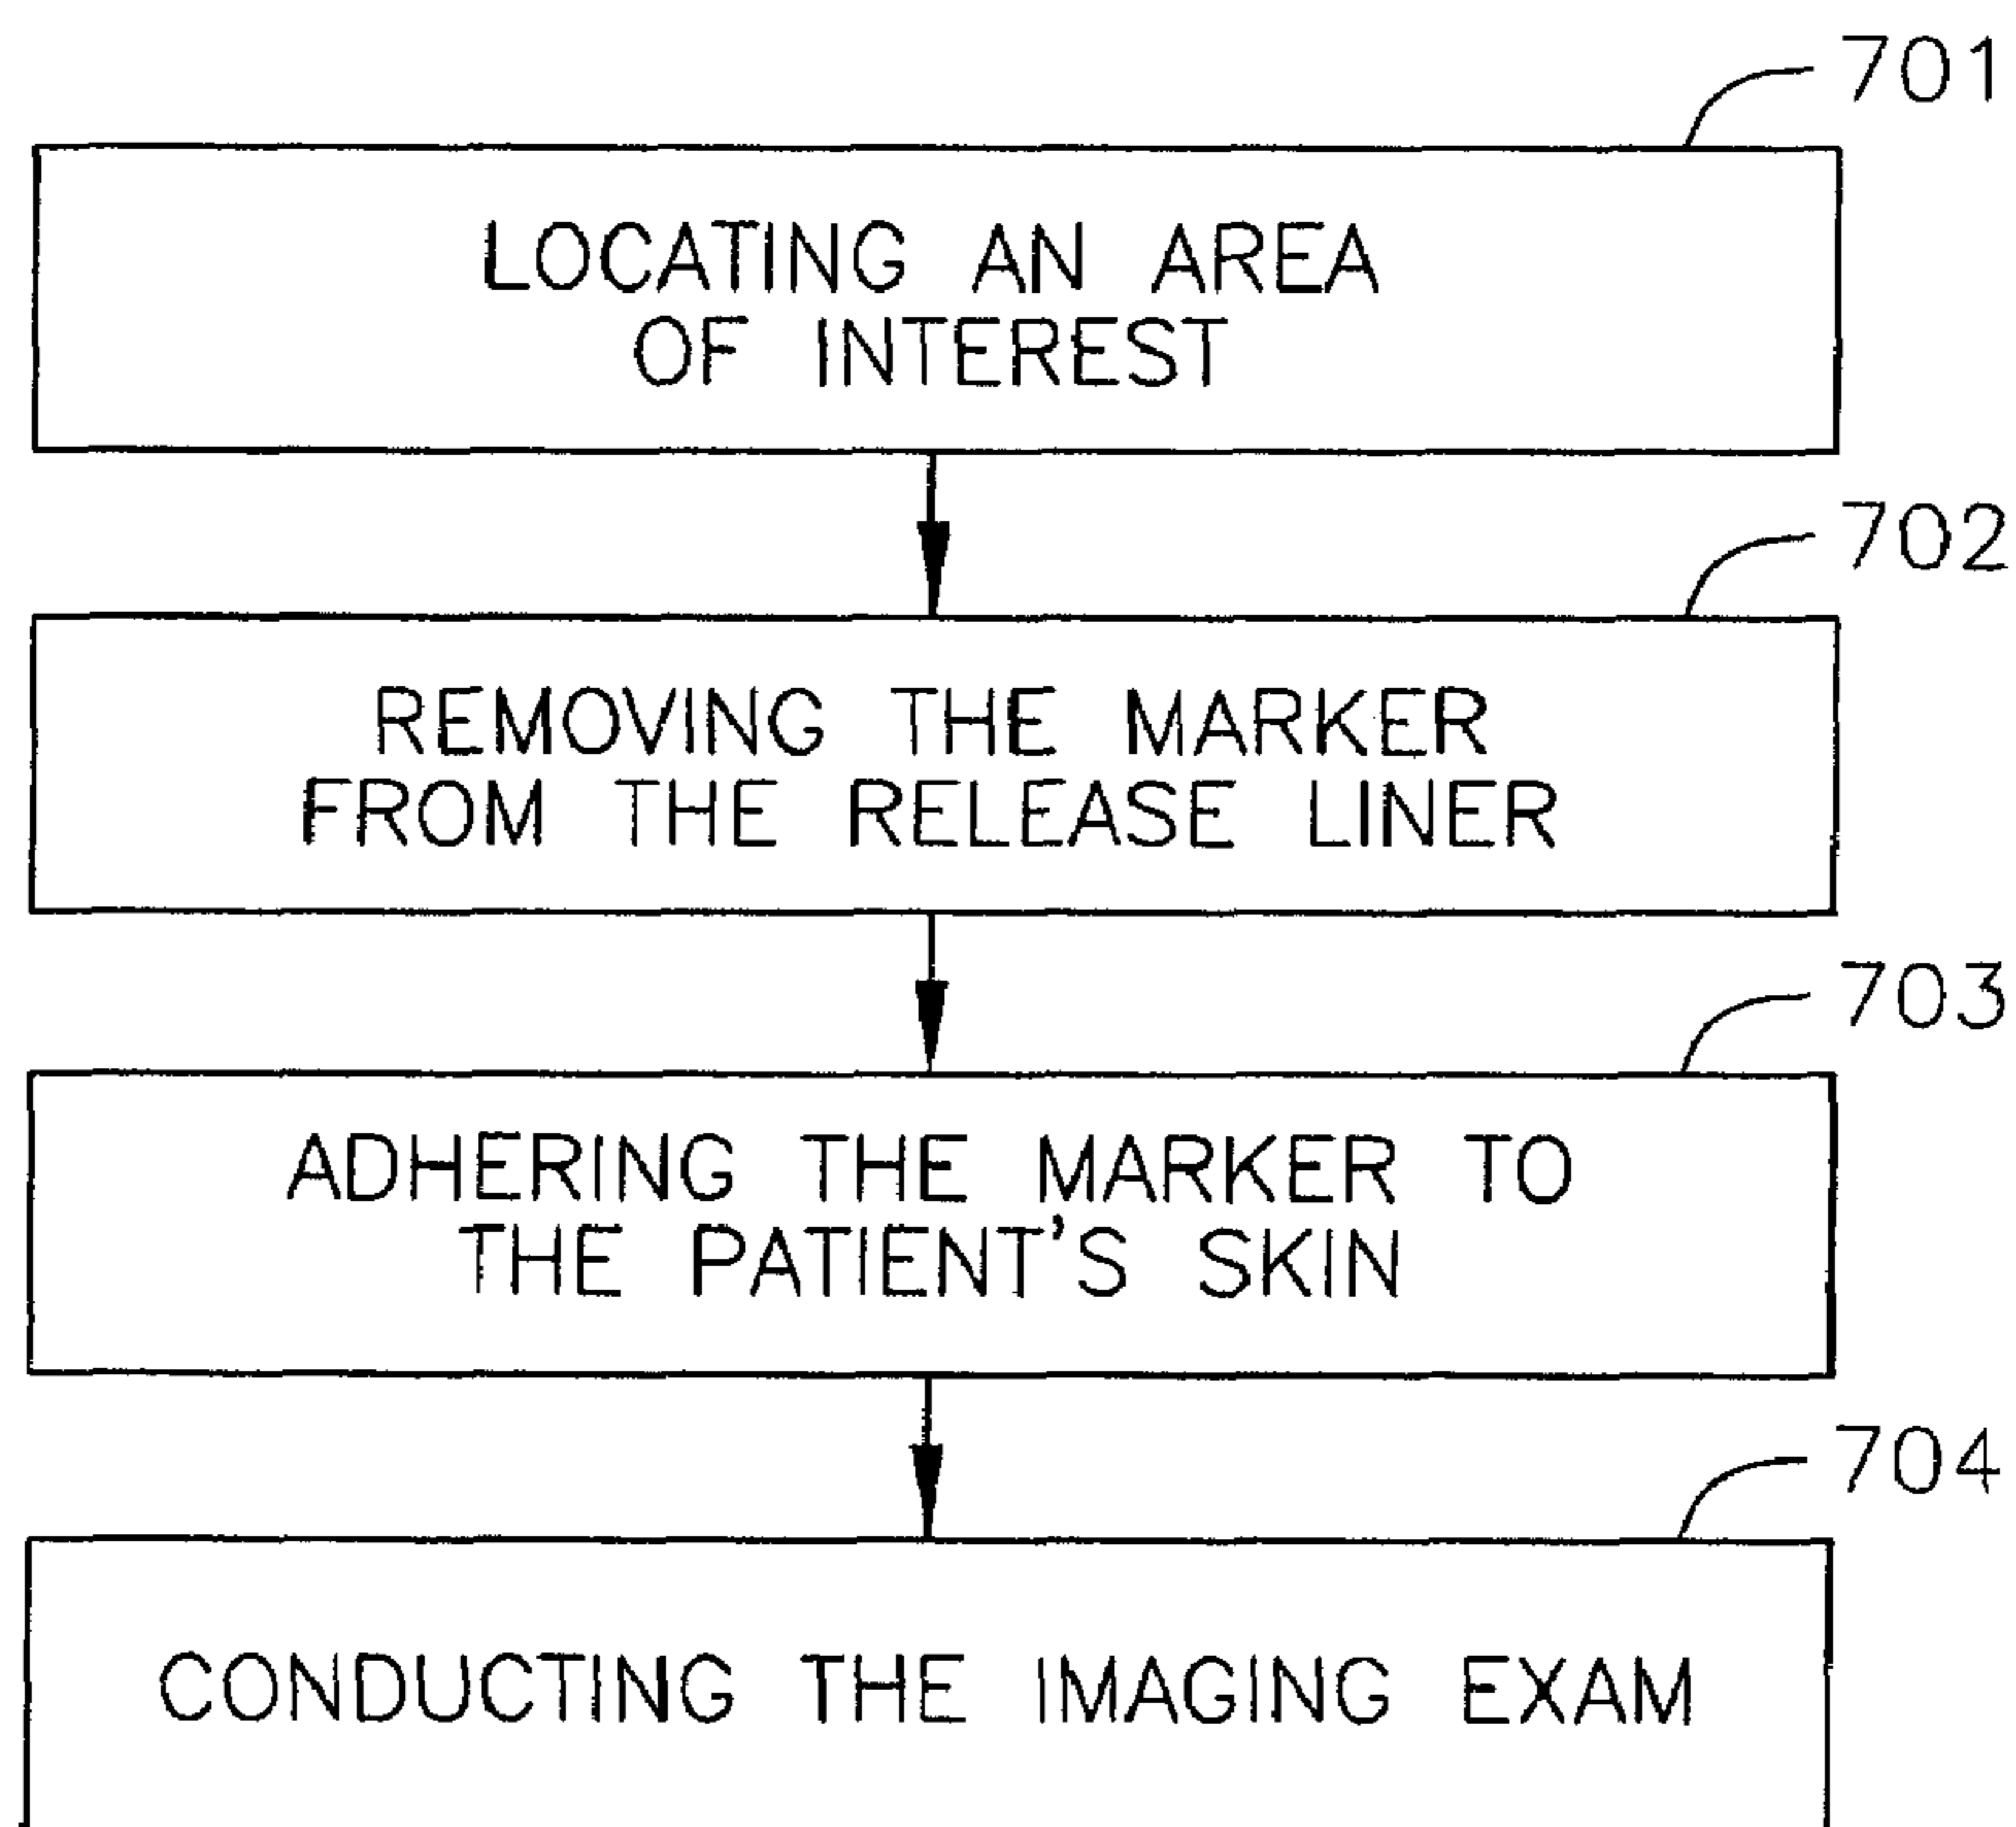 701
LOCATING AN AREA
OF INTEREST
702
REMOVING THE MARKER
FROM THE RELEASE LINER
703
ADHERING THE MARKER TO
THE PATIENT'S SKIN
704
CONDUCTING THE IMAGING EXAM